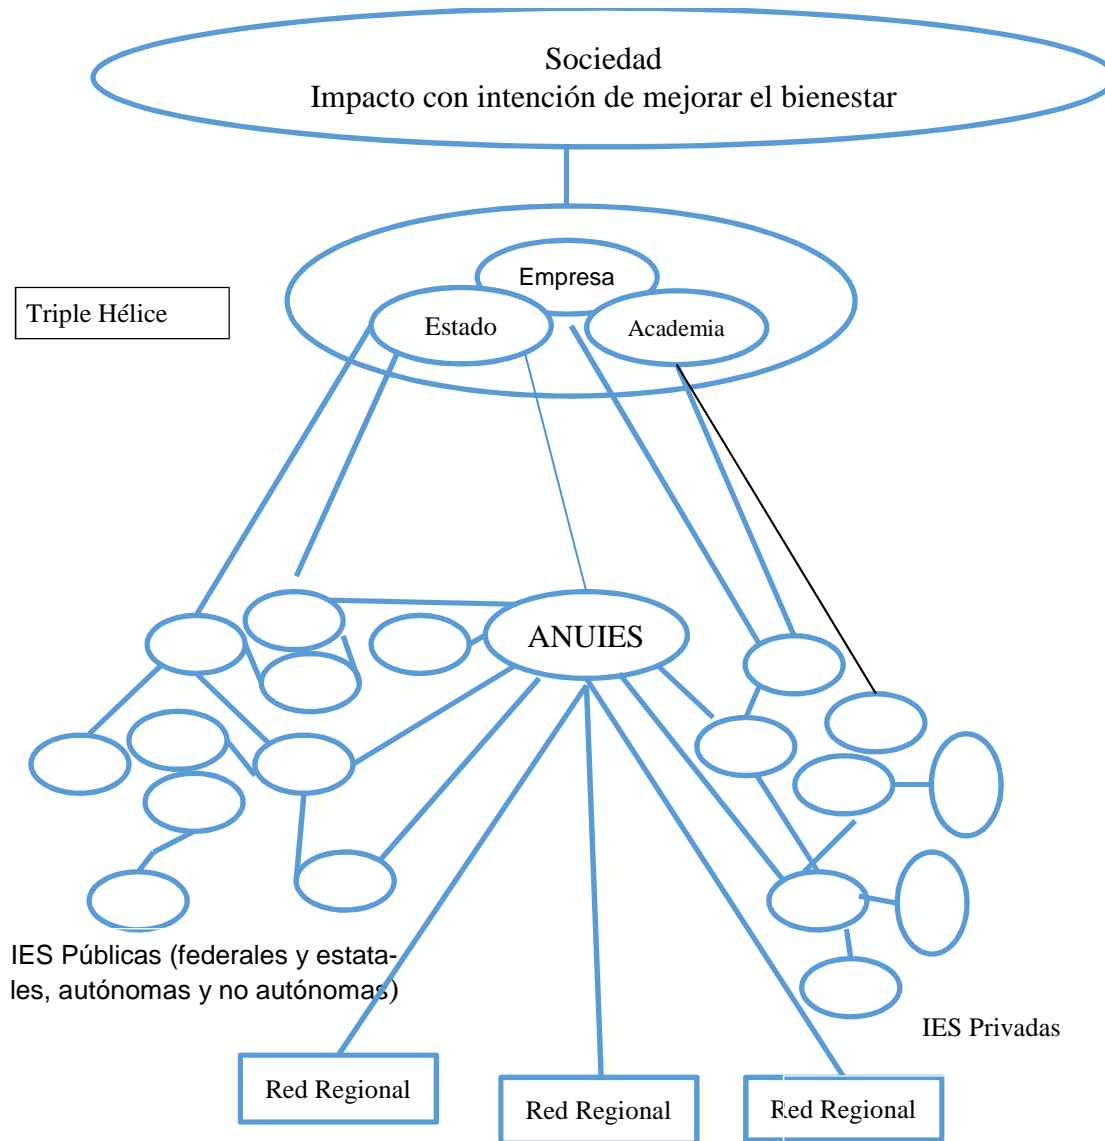 Sociedad
Impacto con intención de mejorar el bienestar
Empresa
Triple Hélice
Estado
Academia
ANUIES
IES Públicas (federales y estata-
les, autónomas y no autónomas)
IES Privadas
Red Regional
Red Regional
Red Regional